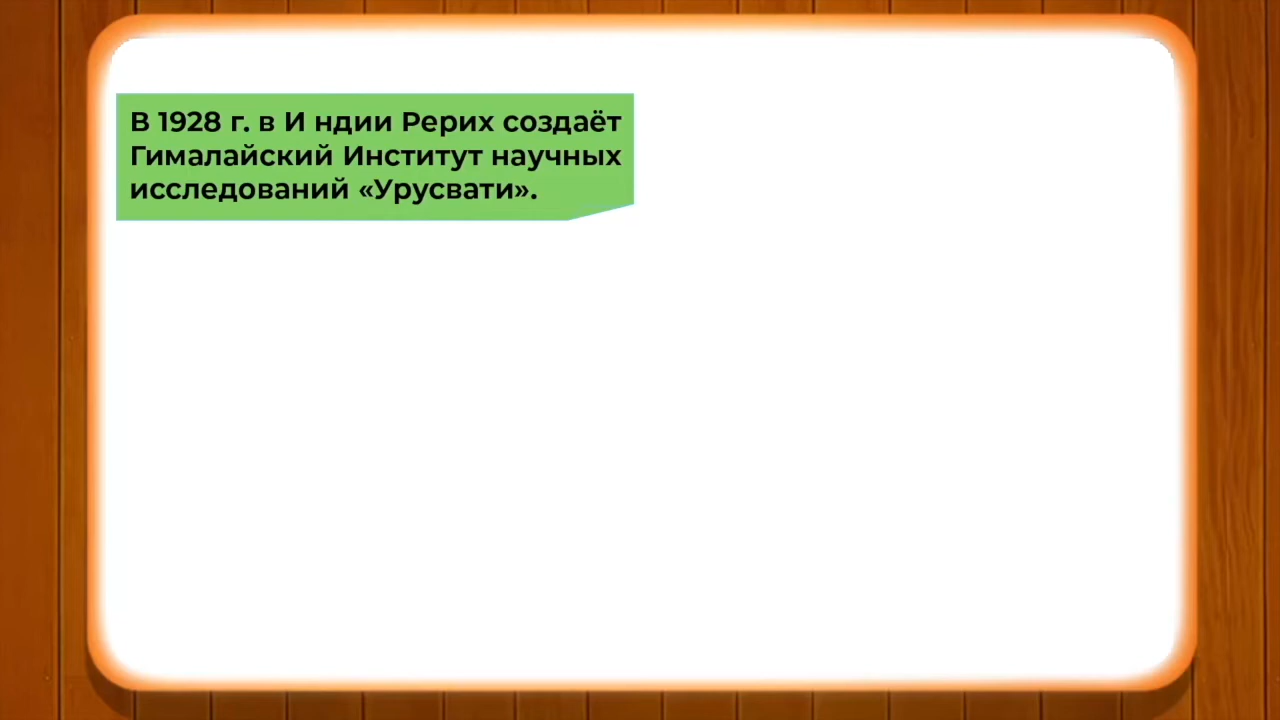 В 1928 г. в И ндии Рерих создаёт
Гималайский Институт научных
исследований «Урусвати».